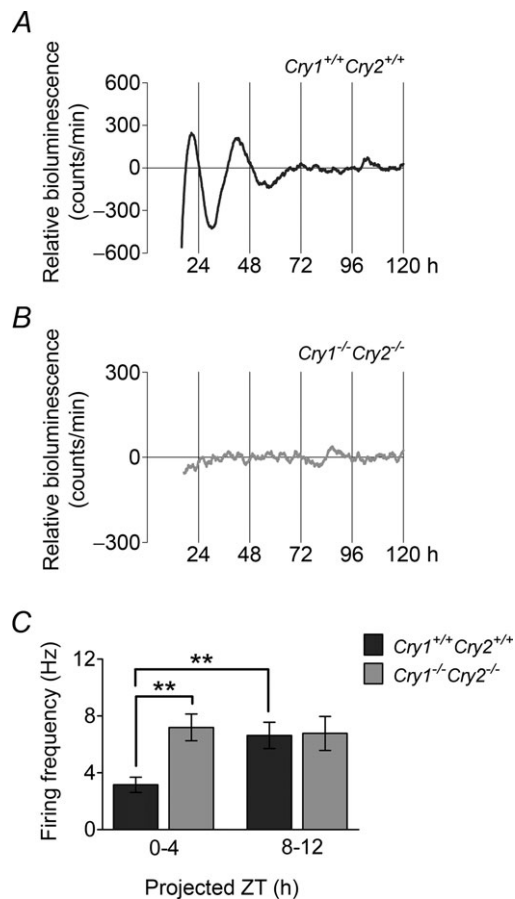 A
Cry1+/+Cry2+/+
Relative bioluminescence
(counts/min)
600
300
0
–300
–600
24 48 72 96 120 h
B
Cry1-/-Cry2-/-
Relative bioluminescence
(counts/min)
300
0
–300
24 48 72 96 120 h
C
Cry1+/+Cry2+/+
Cry1-/-Cry2-/-
Firing frequency (Hz)
12
8
4
0
**
**
0-4 8-12
Projected ZT (h)